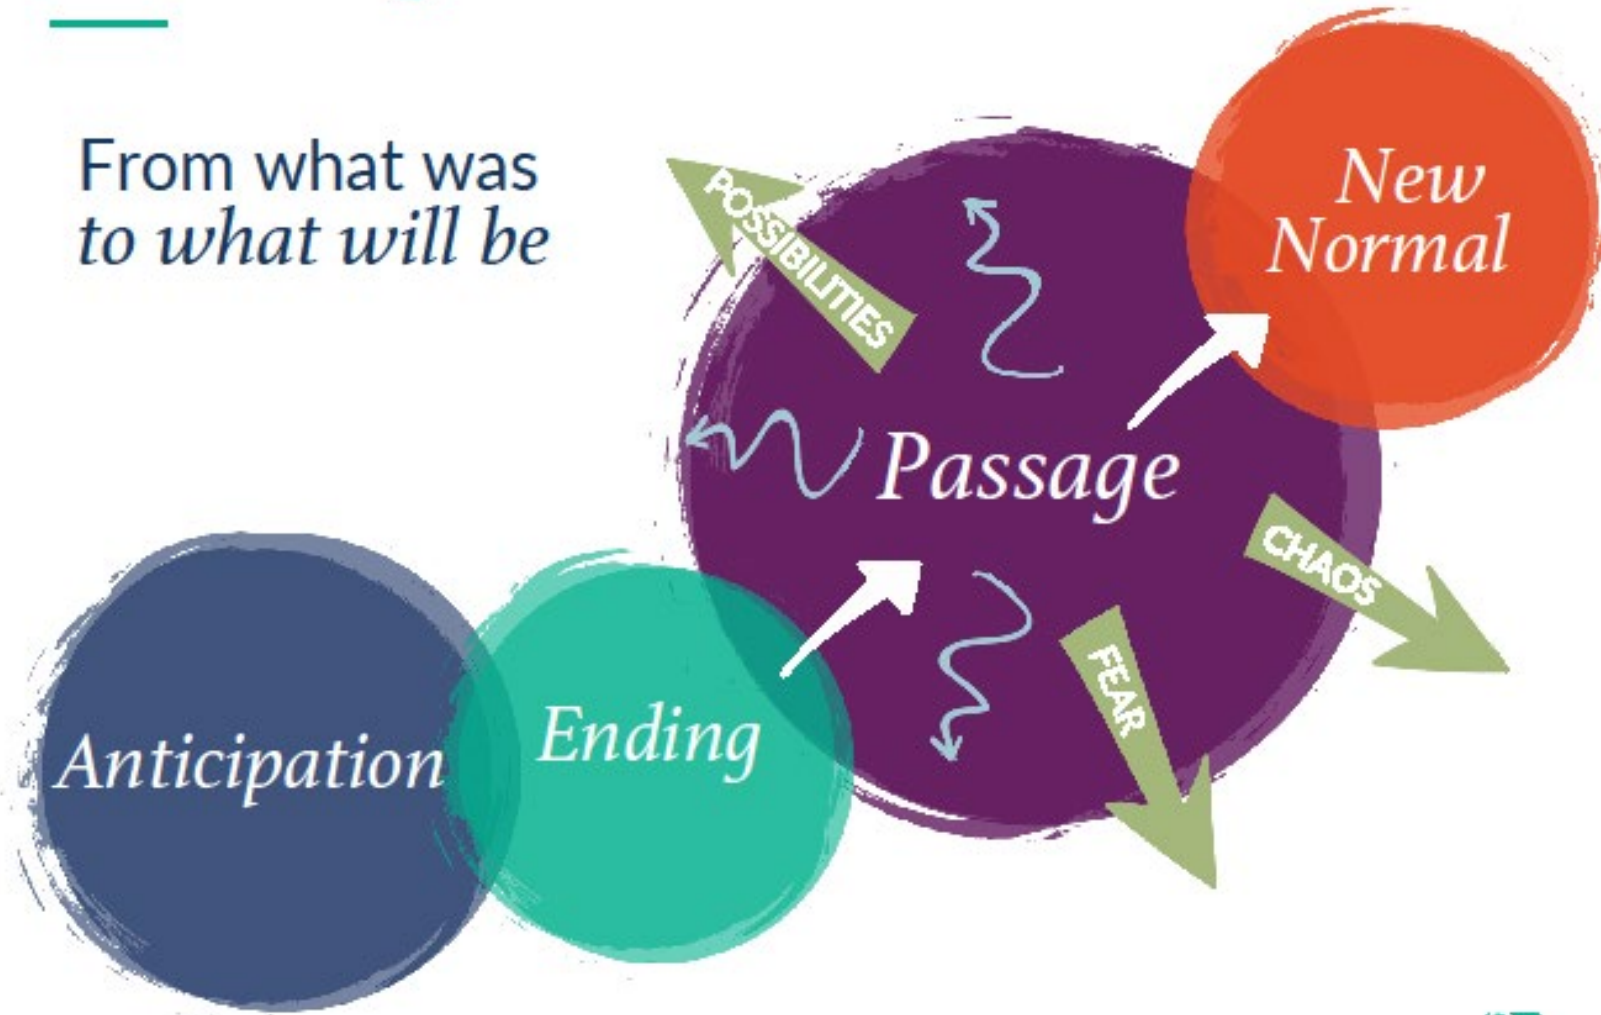 From what was
to what will be
New
Normal
POSSIBILITIES
Passage
CHAOS
FEAR
Ending
Anticipation